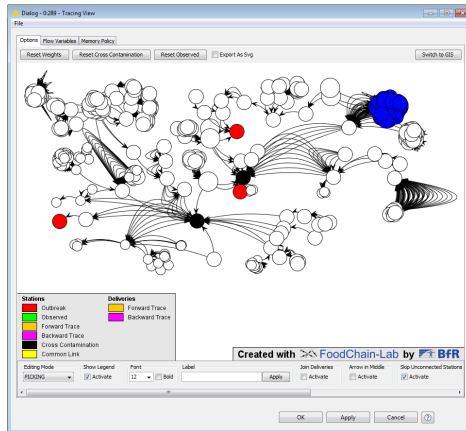 Dialog - 0:289 - Tracing View
File
Options Flow Variables Memory Policy
Reset Weights Reset Cross Contamination Reset Observed Export As Svg Switch to GIS
Stations Deliveries
Outbreak Forward Trace
Observed Backward Trace
Forward Trace
Backward Trace
Cross Contamination
Common Link
Created with FoodChain-Lab by BfR
Editing Mode Show Legend Font Label Join Deliveries Arrow in Middle Skip Unconnected Stations
PICKING Activate 12 Bold Apply Activate Activate Activate
OK Apply Cancel ?